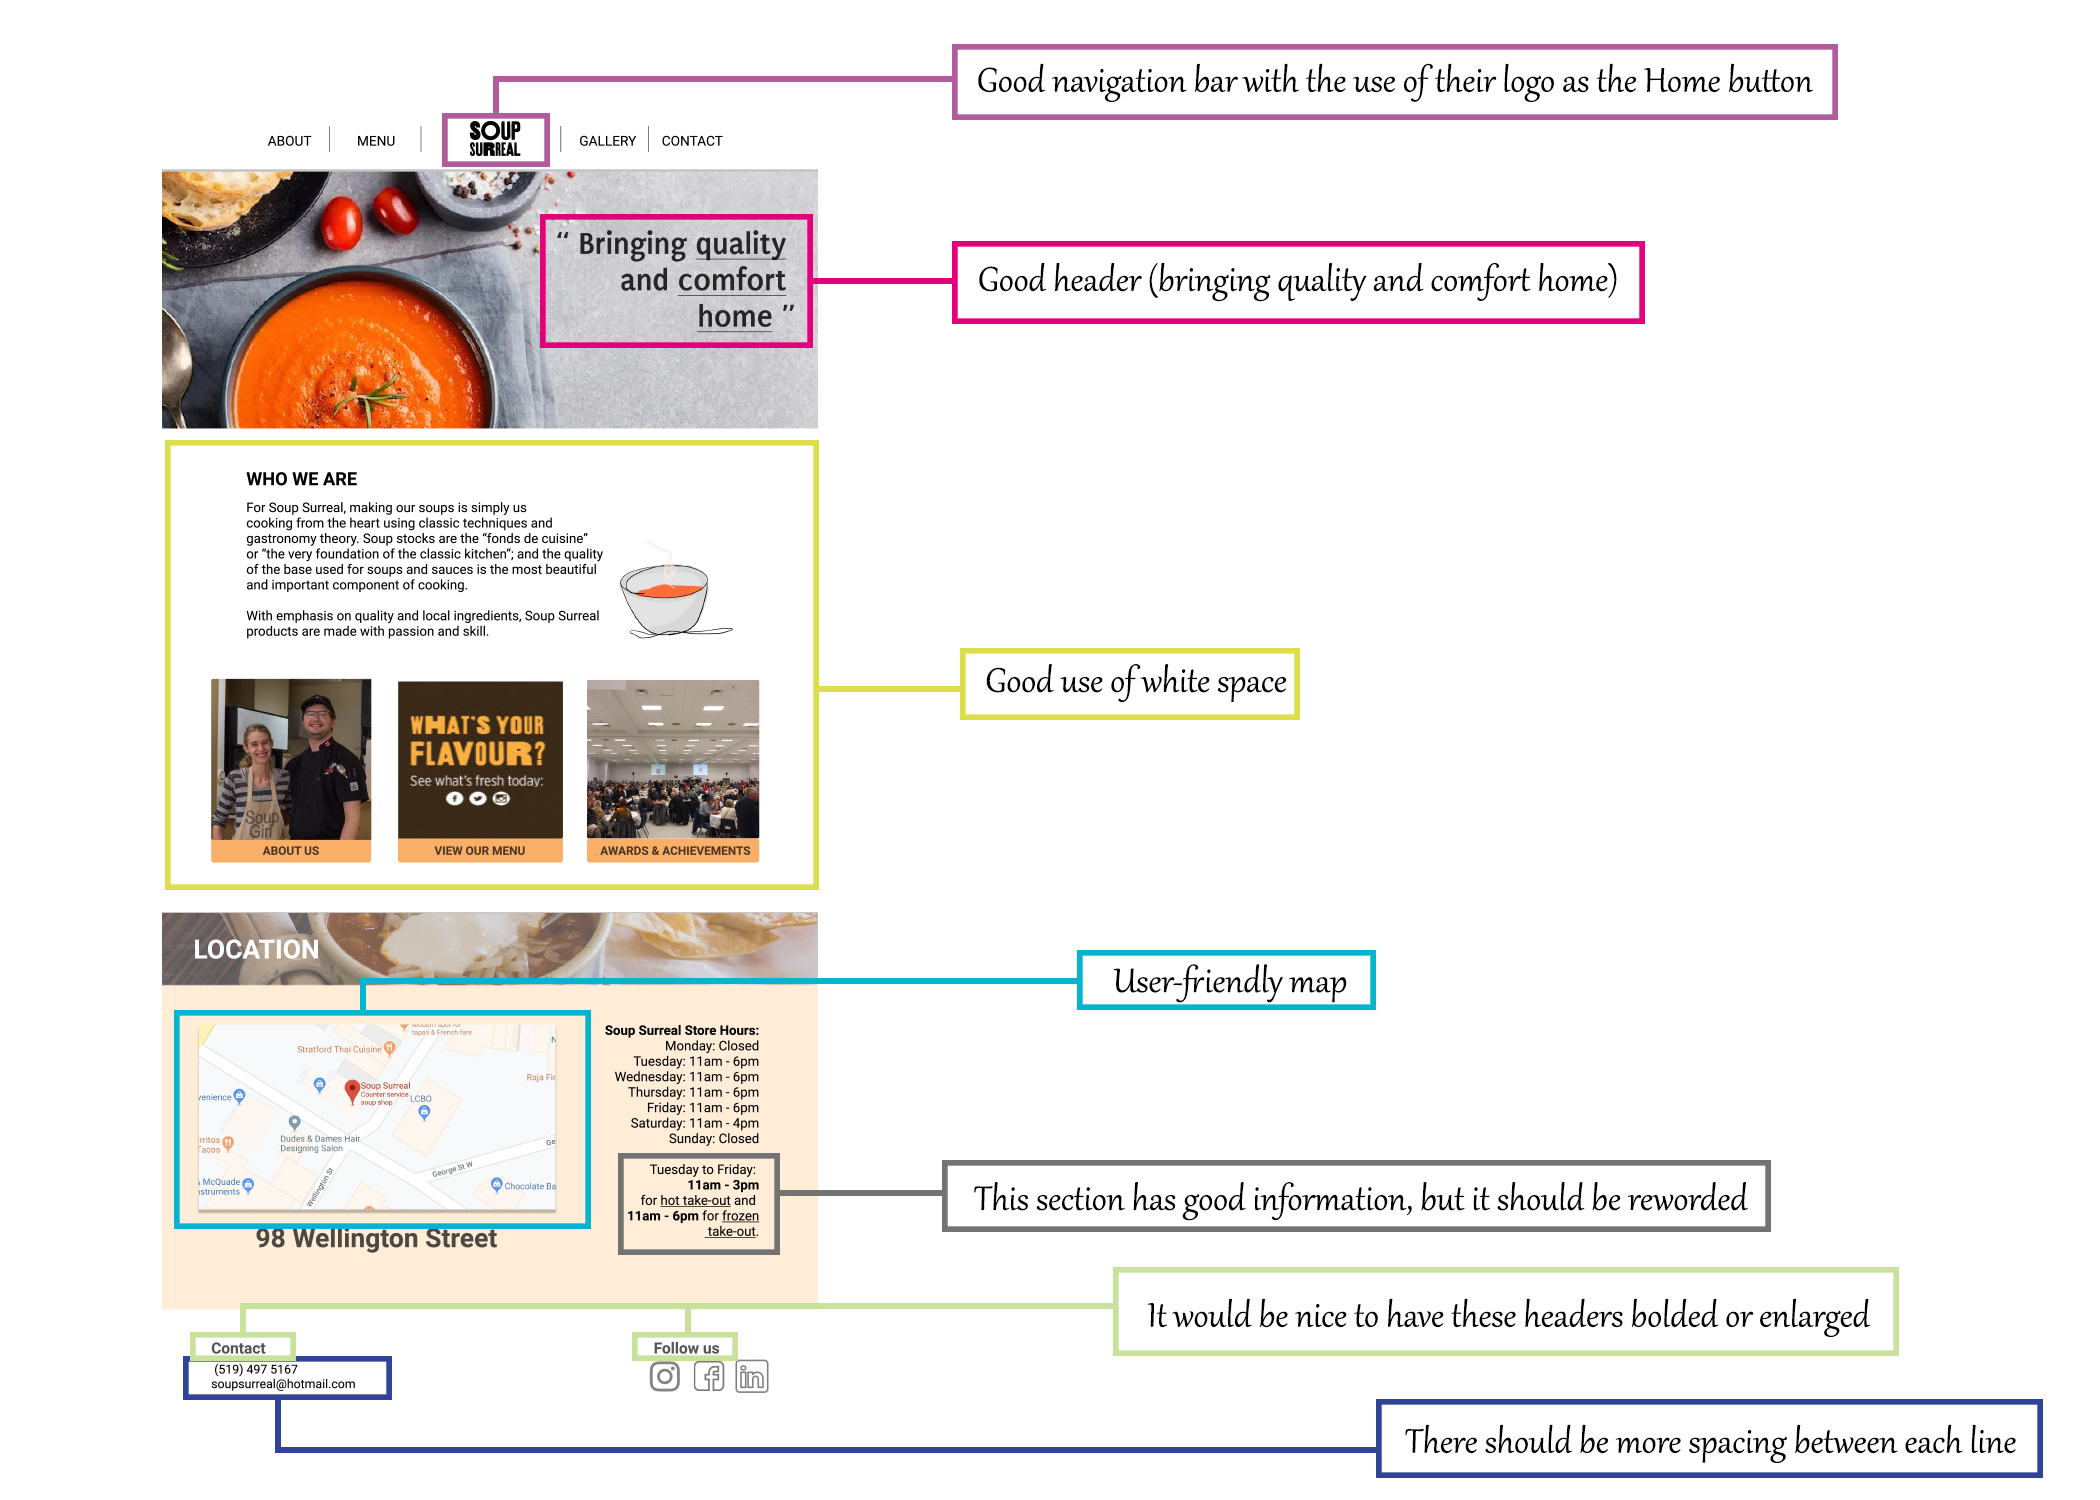 Good navigation bar with the use of their logo as the Home button
ABOUT
MENU
SOUP
SURREAL
GALLERY
CONTACT
“ Bringing quality
and comfort
home ”
Good header (bringing quality and comfort home)
WHO WE ARE
For Soup Surreal, making our soups is simply us
cooking from the heart using classic techniques and
gastronomy theory. Soup stocks are the “fonds de cuisine”
or “the very foundation of the classic kitchen”; and the quality
of the base used for soups and sauces is the most beautiful
and important component of cooking.
With emphasis on quality and local ingredients, Soup Surreal
products are made with passion and skill.
Good use of white space
Soup
Girl
ABOUT US
WHAT'S YOUR
FLAVOUR?
See what's fresh today:
VIEW OUR MENU
AWARDS & ACHIEVEMENTS
LOCATION
User-friendly map
tapas & French fare
Stratford Thai Cuisine
N
Raja Fin
Soup Surreal
Counter service
soup shop
LCBO
venience
Dudes & Dames Hair
Designing Salon
rritos
Tacos
George St W
Ge
McQuade
struments
Wellington St
Chocolate Ba
98 Wellington Street
Soup Surreal Store Hours:
Monday: Closed
Tuesday: 11am - 6pm
Wednesday: 11am - 6pm
Thursday: 11am - 6pm
Friday: 11am - 6pm
Saturday: 11am - 4pm
Sunday: Closed
Tuesday to Friday:
11am - 3pm
for hot take-out and
11am - 6pm for frozen
take-out.
This section has good information, but it should be reworded
It would be nice to have these headers bolded or enlarged
Contact
(519) 497 5167
soupsurreal@hotmail.com
Follow us
There should be more spacing between each line